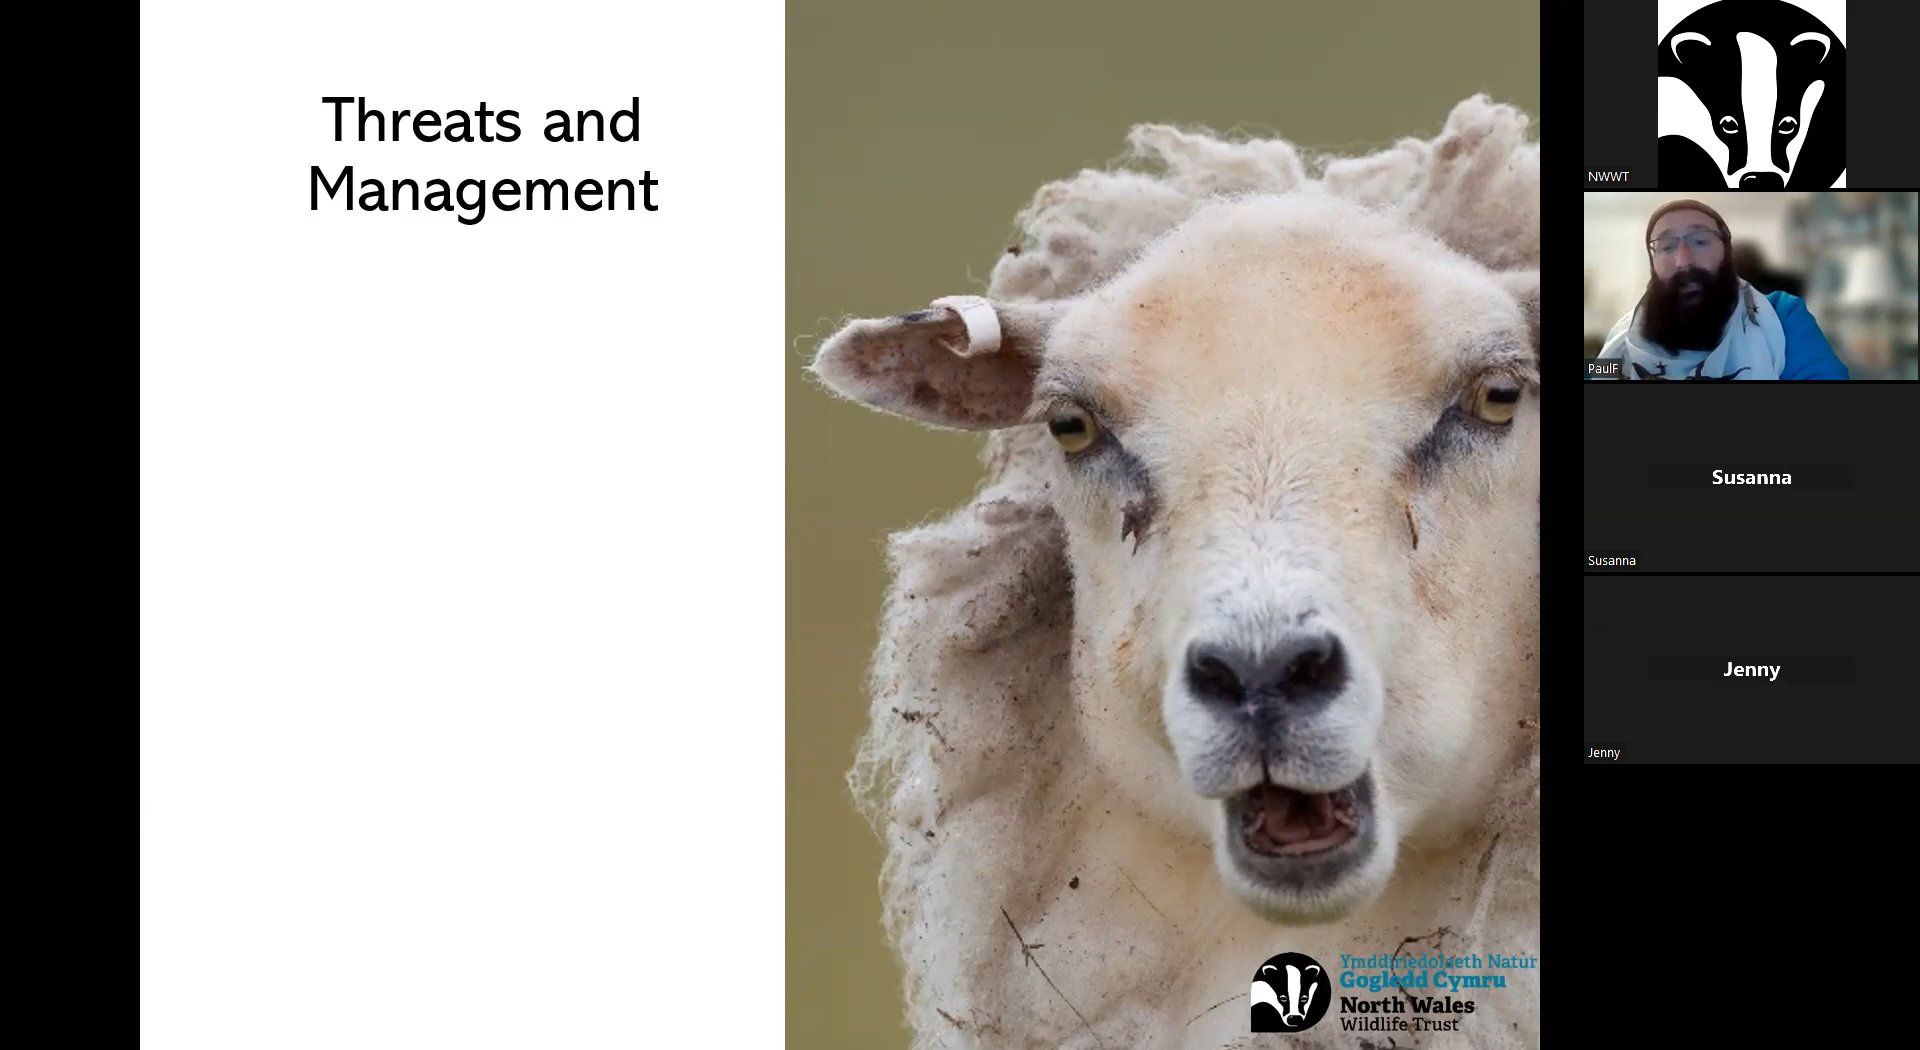 Threats and
Management
Ymddiriedolaeth Natur
Gogledd Cymru
North Wales
Wildlife Trust
NWWT
PaulF
Susanna
Susanna
Jenny
Jenny